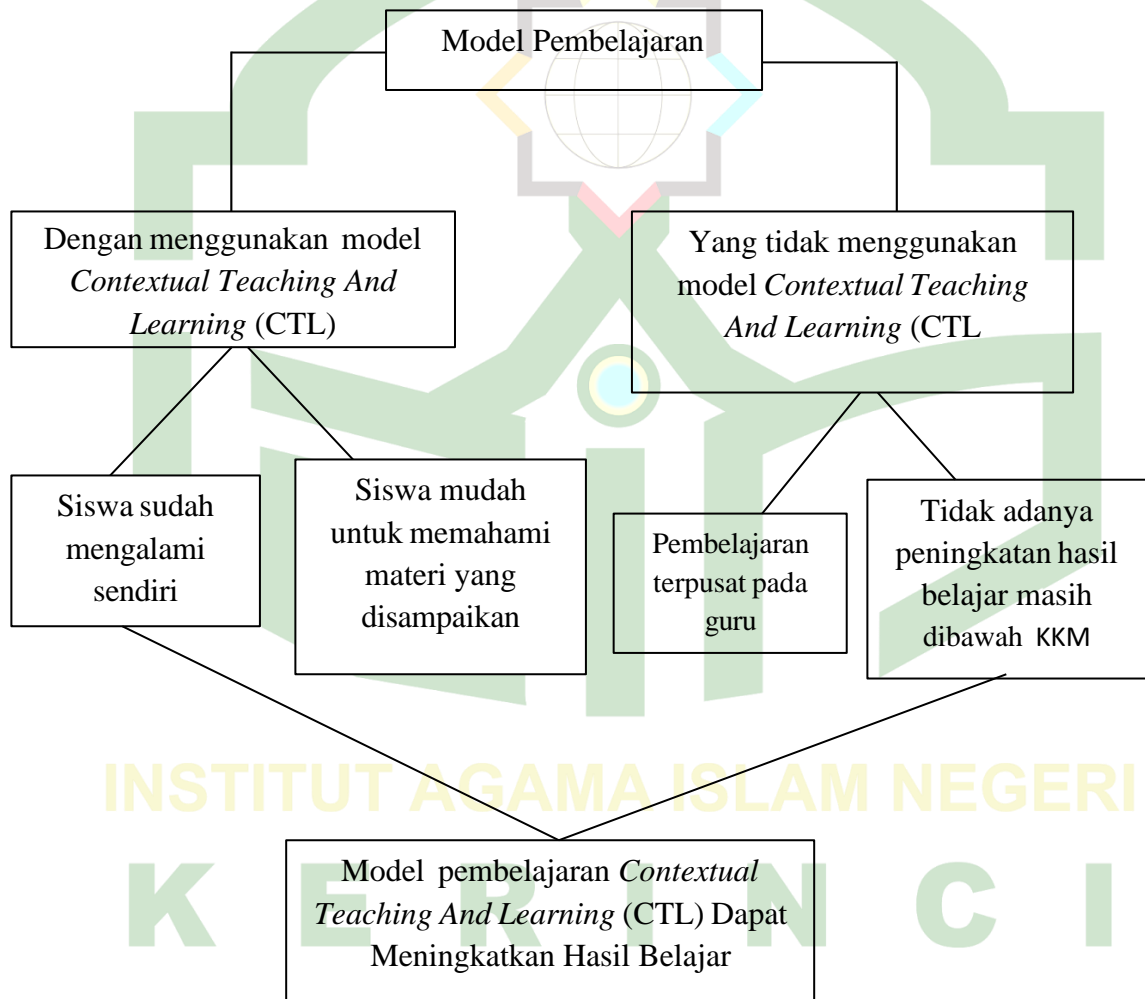 Model Pembelajaran
Dengan menggunakan model
Contextual Teaching And
Learning (CTL)
Yang tidak menggunakan
model Contextual Teaching
And Learning (CTL
Siswa sudah
mengalami
sendiri
Siswa mudah
untuk memahami
materi yang
disampaikan
Pembelajaran
terpusat pada
guru
Tidak adanya
peningkatan hasil
belajar masih
dibawah KKM
INSTITUT AGAMA ISLAM NEGERI
KERINCI
Model pembelajaran Contextual
Teaching And Learning (CTL) Dapat
Meningkatkan Hasil Belajar